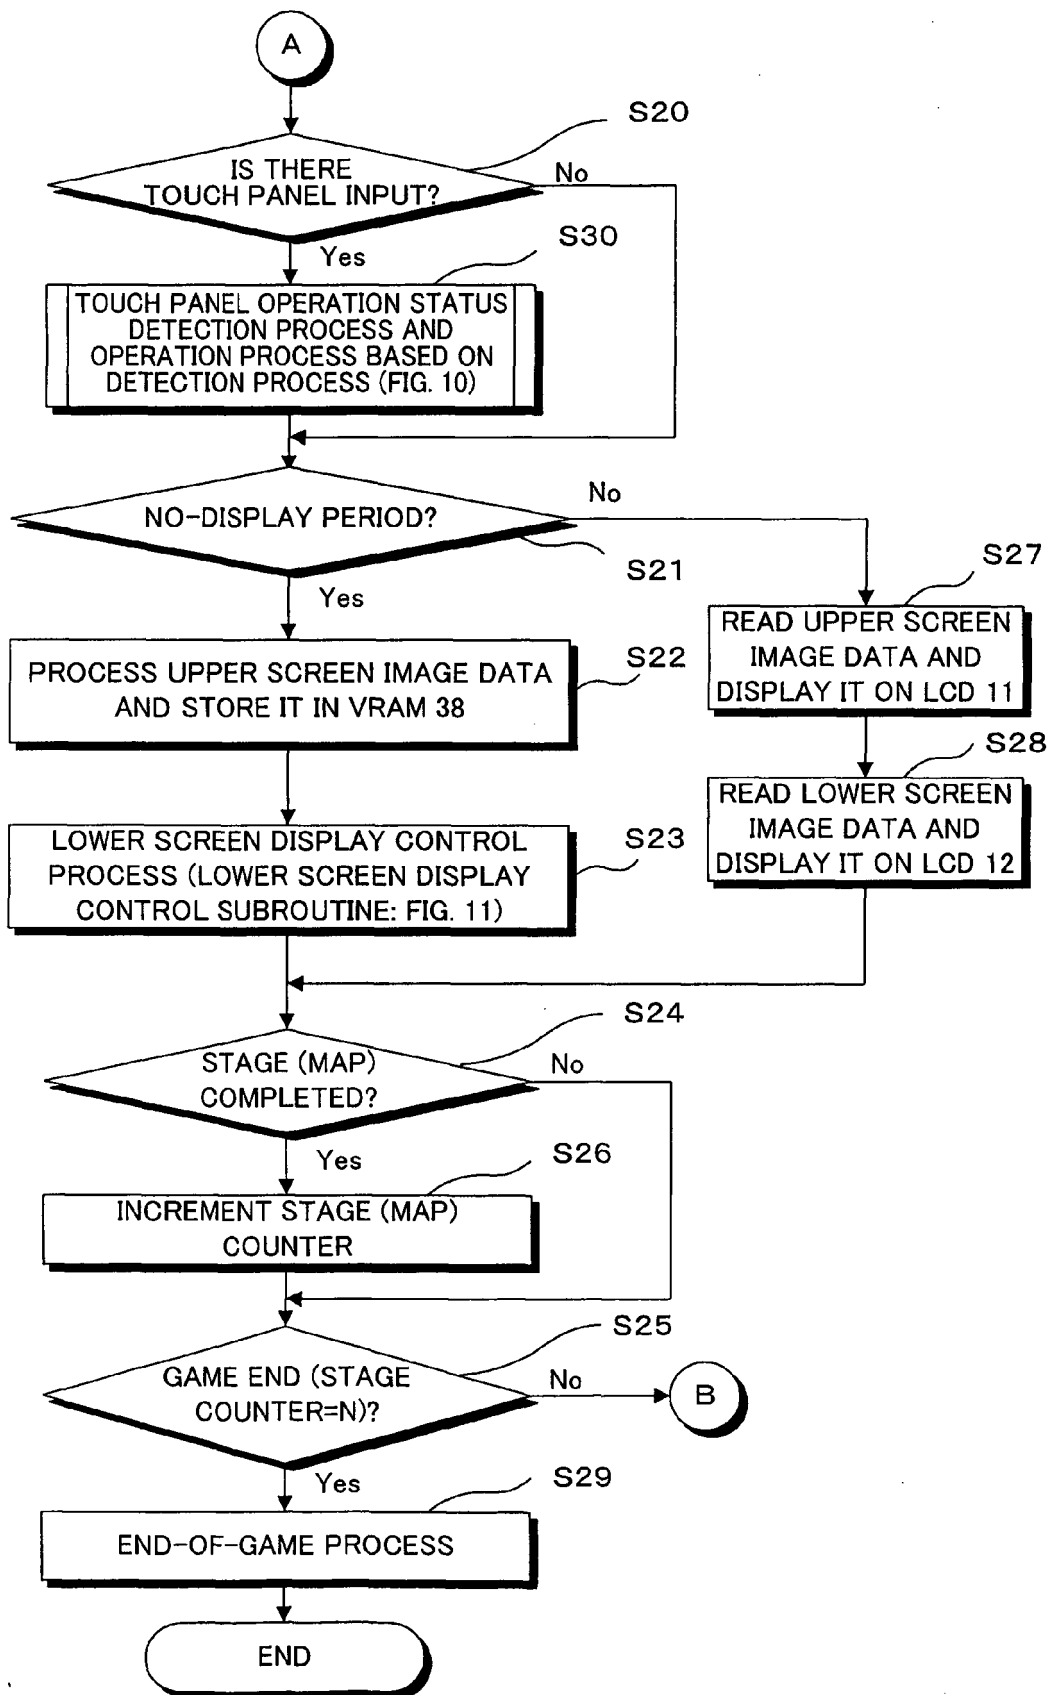 A
S20
IS THERE
TOUCH PANEL INPUT?
No
Yes
S30
TOUCH PANEL OPERATION STATUS
DETECTION PROCESS AND
OPERATION PROCESS BASED ON
DETECTION PROCESS (FIG. 10)
NO-DISPLAY PERIOD?
No
S21
Yes
S27
READ UPPER SCREEN
IMAGE DATA AND
DISPLAY IT ON LCD 11
S22
PROCESS UPPER SCREEN IMAGE DATA
AND STORE IT IN VRAM 38
S28
READ LOWER SCREEN
IMAGE DATA AND
DISPLAY IT ON LCD 12
S23
LOWER SCREEN DISPLAY CONTROL
PROCESS (LOWER SCREEN DISPLAY
CONTROL SUBROUTINE: FIG. 11)
S24
STAGE (MAP)
COMPLETED?
No
Yes
S26
INCREMENT STAGE (MAP)
COUNTER
S25
GAME END (STAGE
COUNTER=N)?
No
B
Yes
S29
END-OF-GAME PROCESS
END